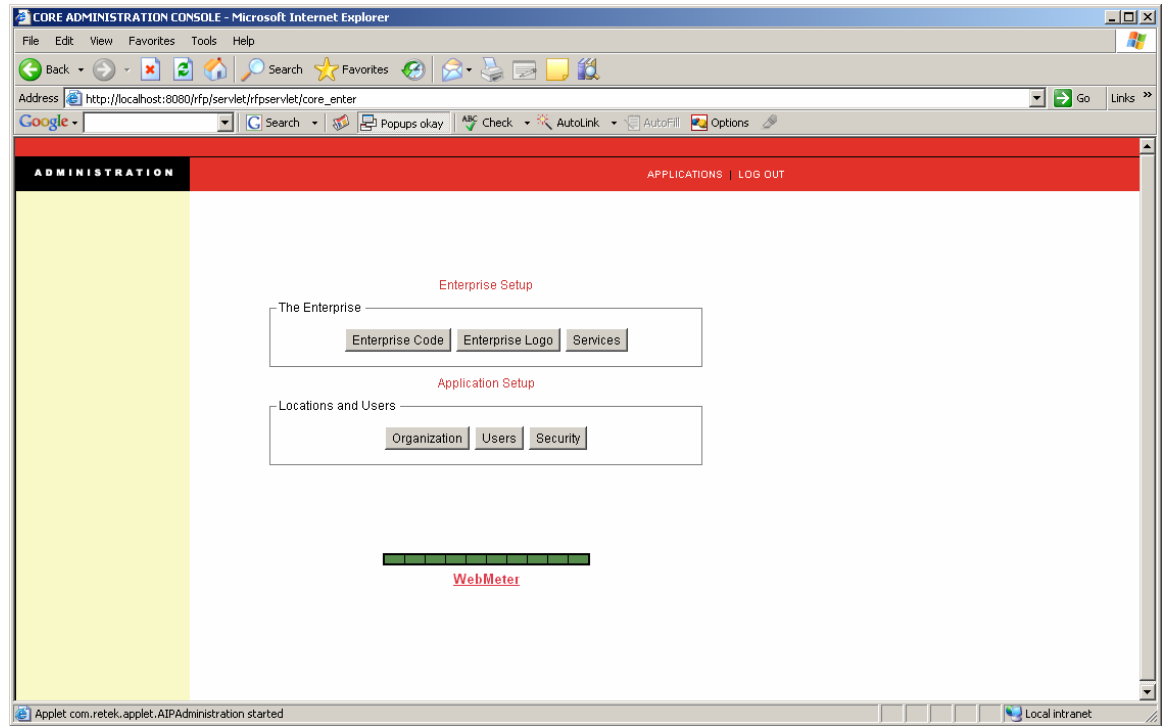 CORE ADMINISTRATION CONSOLE - Microsoft Internet Explorer
File Edit View Favorites Tools Help
Back Search Favorites
Address http://localhost:8080/rfp/servlet/rfpservlet/core_enter Go Links »
Google Search Popups okay ABC Check AutoLink AutoFill Options
ADMINISTRATION APPLICATIONS | LOG OUT
Enterprise Setup
The Enterprise
Enterprise Code Enterprise Logo Services
Application Setup
Locations and Users
Organization Users Security
WebMeter
Applet com.retek.applet.AIPAdministration started Local intranet